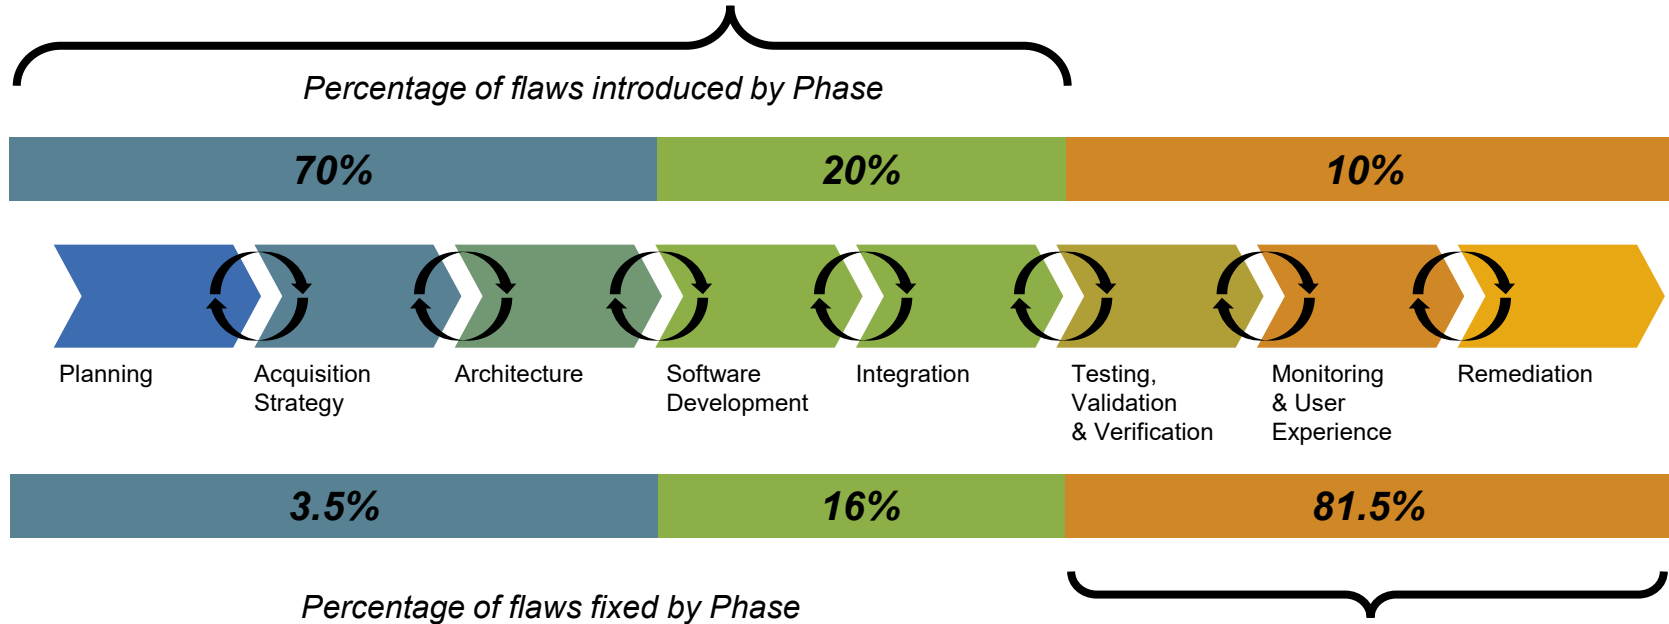 Percentage of flaws introduced by Phase
70%
20%
10%
Planning
Acquisition
Strategy
Architecture
Software
Development
Integration
Testing,
Validation
& Verification
Monitoring
& User
Experience
Remediation
3.5%
16%
81.5%
Percentage of flaws fixed by Phase